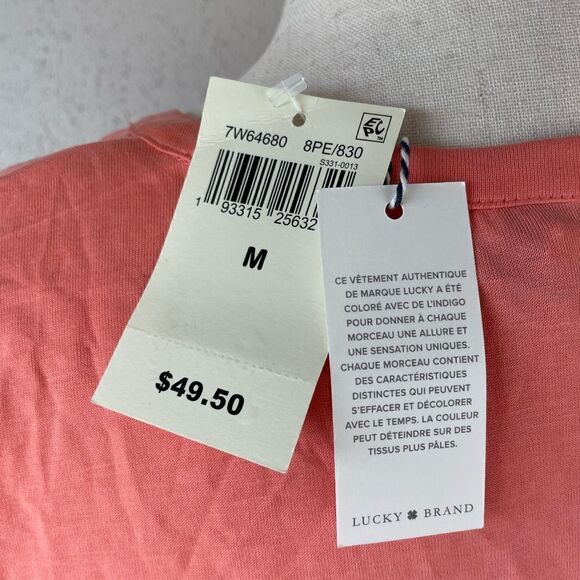 7W64680 8PE/830
S331-0013
1 93315 25632
M
$49.50
CE VÊTEMENT AUTHENTIQUE
DE MARQUE LUCKY A ÉTÉ
COLORÉ AVEC DE L'INDIGO
POUR DONNER À CHAQUE
MORCEAU UNE ALLURE ET
UNE SENSATION UNIQUES.
CHAQUE MORCEAU CONTIENT
DES CARACTÉRISTIQUES
DISTINCTES QUI PEUVENT
S'EFFACER ET DÉCOLORER
AVEC LE TEMPS. LA COULEUR
PEUT DÉTEINDRE SUR DES
TISSUS PLUS PÂLES.
LUCKY BRAND